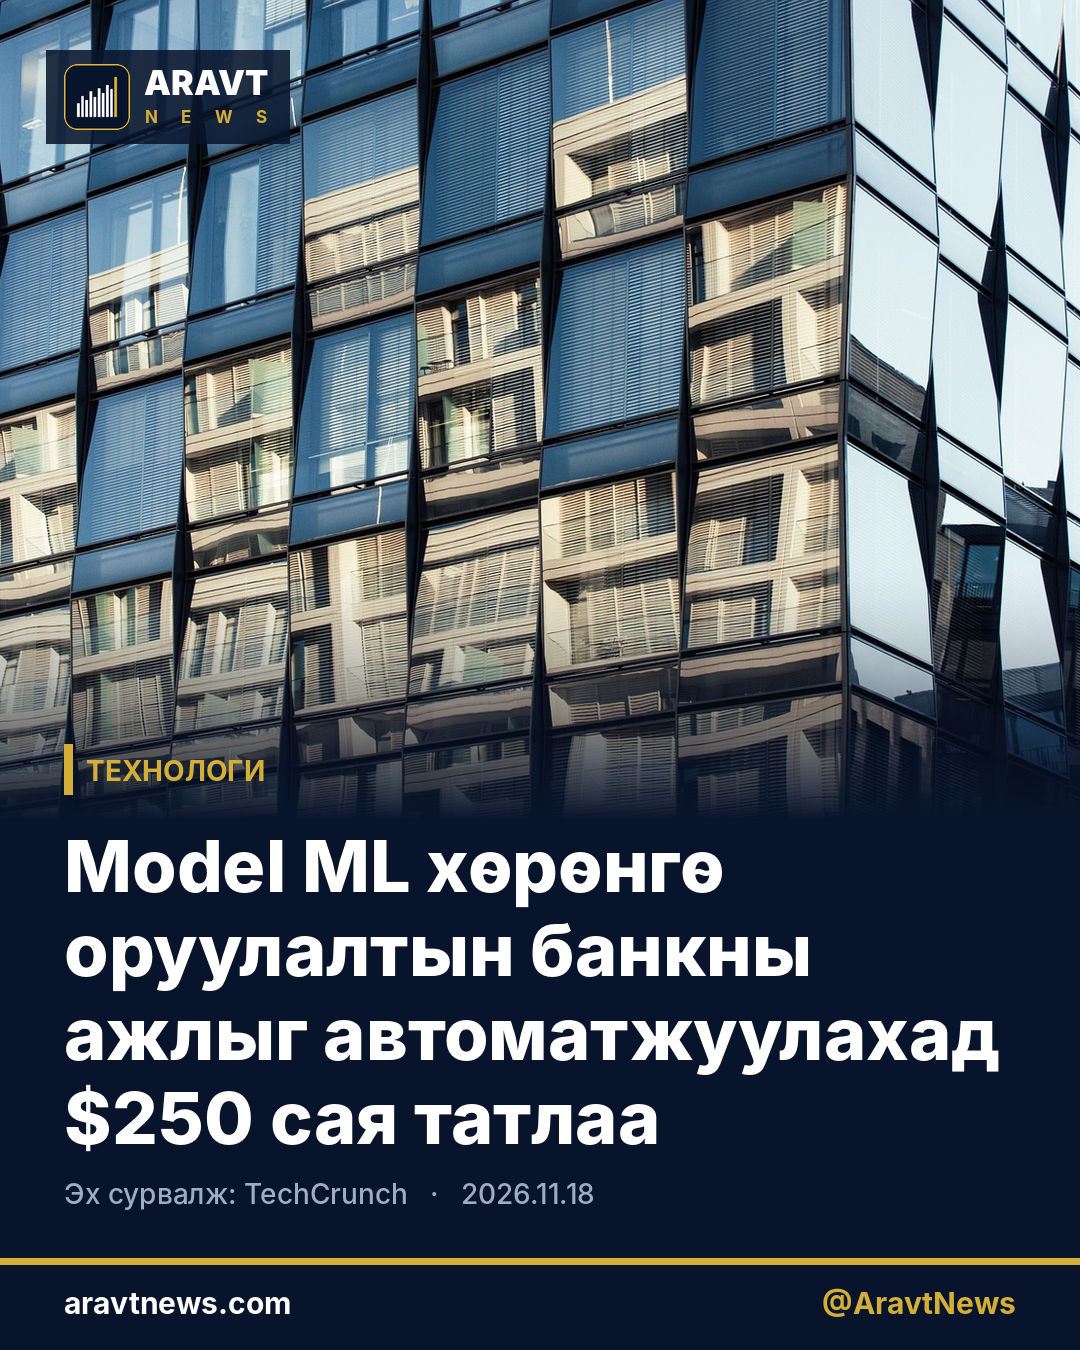 ARAVT
NEWS
ТЕХНОЛОГИ
Model ML хөрөнгө
оруулалтын банкны
ажлыг автоматжуулахад
$250 сая татлаа
Эх сурвалж: TechCrunch · 2026.11.18
aravtnews.com
@AravtNews